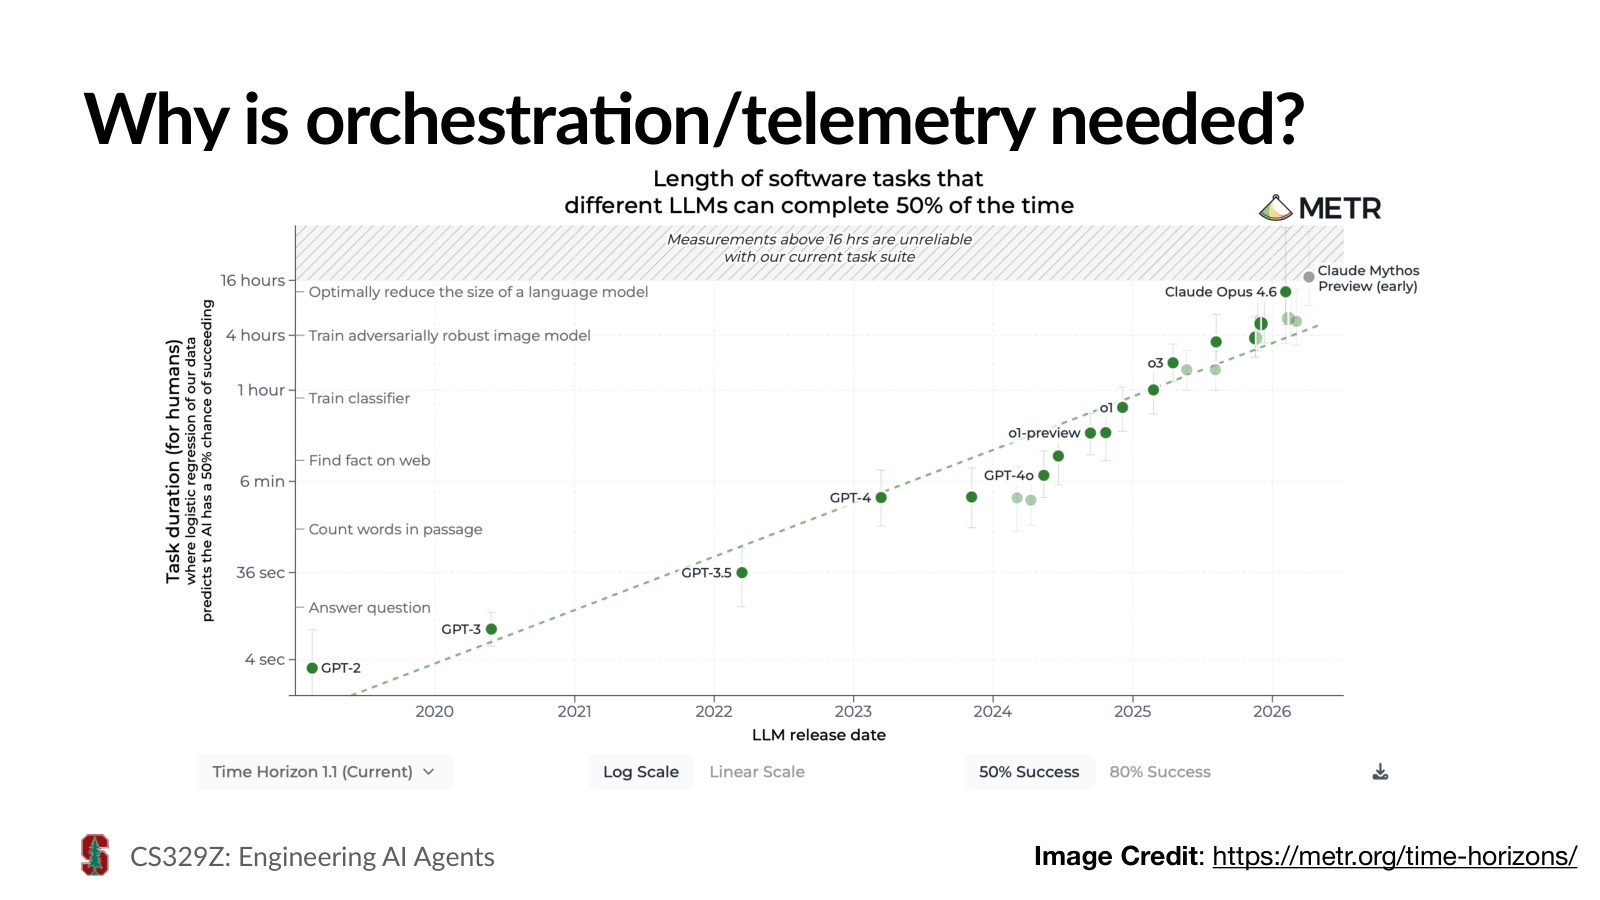 Why is orchestration/telemetry needed?
Length of software tasks that
different LLMs can complete 50% of the time
METR
Measurements above 16 hrs are unreliable
with our current task suite
Task duration (for humans)
where logistic regression of our data
predicts the AI has a 50% chance of succeeding
16 hours
4 hours
1 hour
6 min
36 sec
4 sec
Optimally reduce the size of a language model
Train adversarially robust image model
Train classifier
Find fact on web
Count words in passage
Answer question
Claude Mythos
Preview (early)
Claude Opus 4.6
o3
o1
o1-preview
GPT-4o
GPT-4
GPT-3.5
GPT-3
GPT-2
2020 2021 2022 2023 2024 2025 2026
LLM release date
Time Horizon 1.1 (Current) Log Scale Linear Scale 50% Success 80% Success
CS329Z: Engineering AI Agents
Image Credit: https://metr.org/time-horizons/